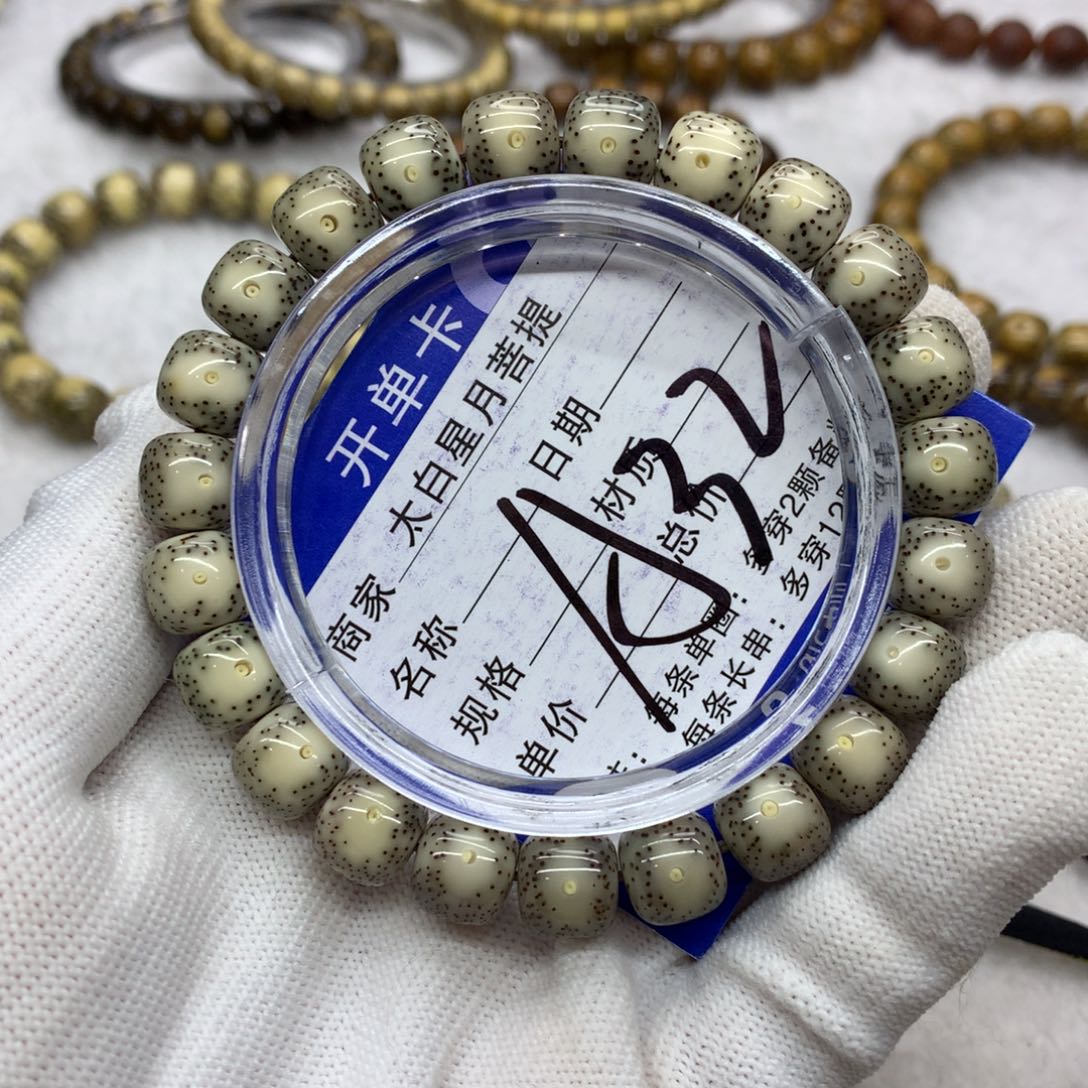 开单卡
商家 太白星月菩提
名称 日期
规格 材质
单价 总价
A32
每条单圈: 多穿2颗备
每条长串: 多穿12